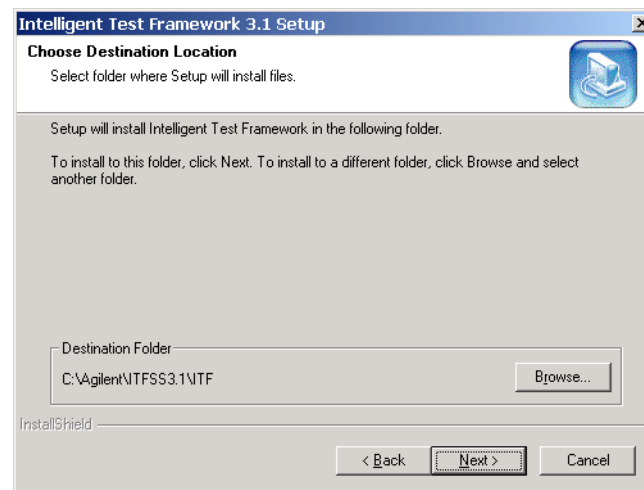 Intelligent Test Framework 3.1 Setup
Choose Destination Location
Select folder where Setup will install files.
Setup will install Intelligent Test Framework in the following folder.
To install to this folder, click Next. To install to a different folder, click Browse and select
another folder.
Destination Folder
C:\Agilent\ITFSS3.1\ITF
Browse...
InstallShield
< Back
Next >
Cancel